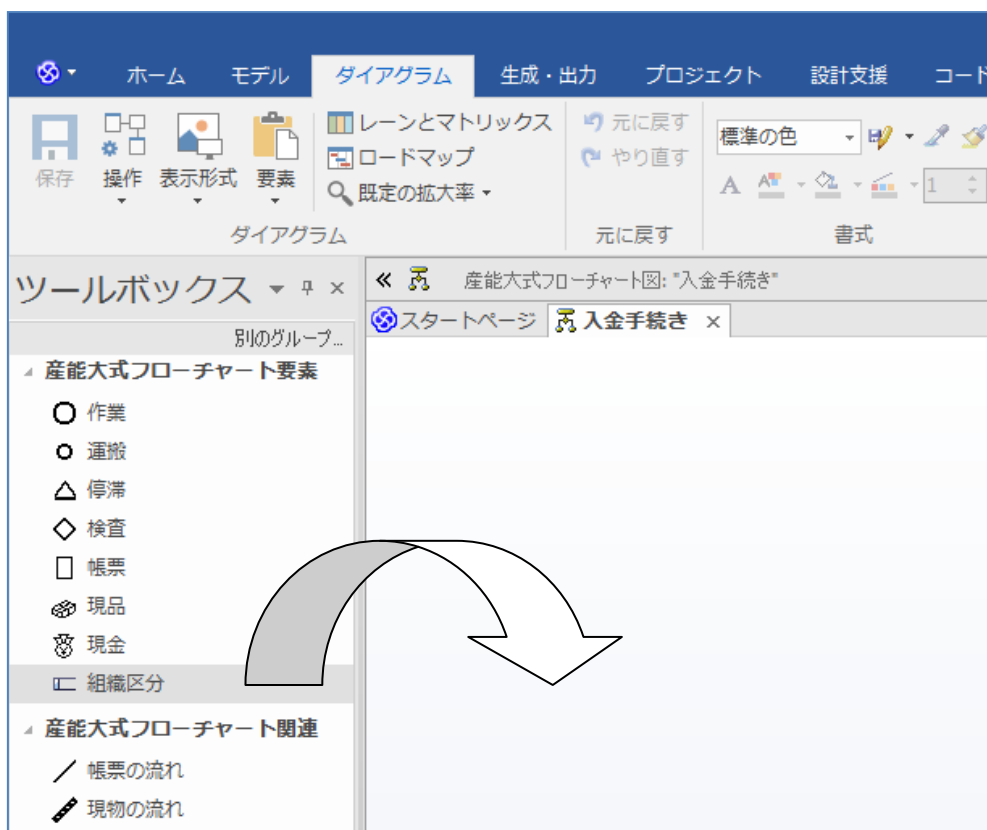 ホーム モデル ダイアグラム 生成・出力 プロジェクト 設計支援 コード
レーンとマトリックス 元に戻す 標準の色
ロードマップ やり直す
保存 操作 表示形式 要素 既定の拡大率 A 1
ダイアグラム 元に戻す 書式
ツールボックス
産能大式フローチャート図: "入金手続き"
スタートページ 入金手続き
別のグループ...
産能大式フローチャート要素
作業
運搬
停滞
検査
帳票
現品
現金
組織区分
産能大式フローチャート関連
帳票の流れ
現物の流れ